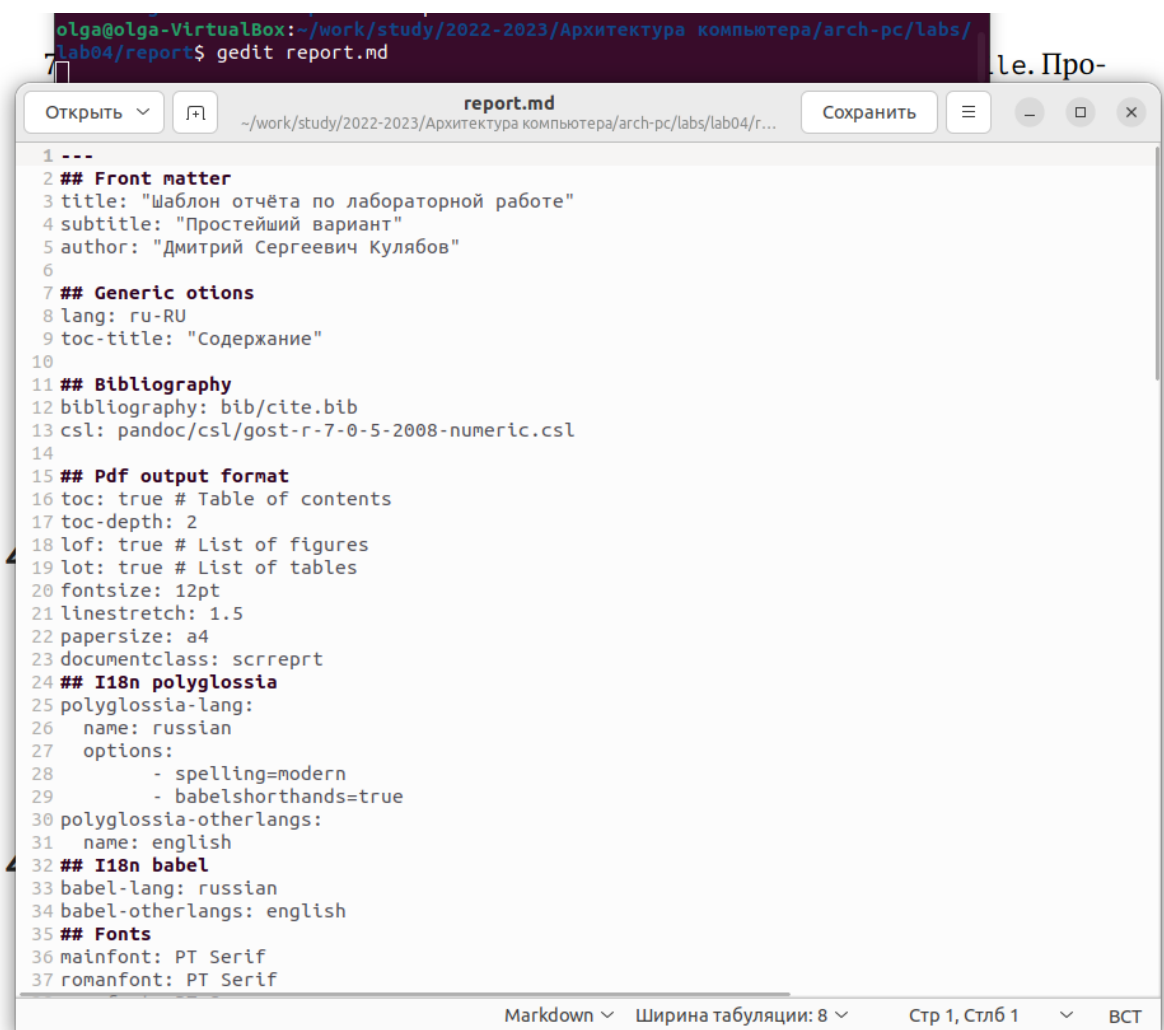 olga@olga-VirtualBox:~/work/study/2022-2023/Архитектура компьютера/arch-pc/labs/
lab04/report$ gedit report.md
7
le. Про-
Открыть
report.md
~/work/study/2022-2023/Архитектура компьютера/arch-pc/labs/lab04/r...
Сохранить
1 ---
2 ## Front matter
3 title: "Шаблон отчёта по лабораторной работе"
4 subtitle: "Простейший вариант"
5 author: "Дмитрий Сергеевич Кулябов"
6
7 ## Generic otions
8 lang: ru-RU
9 toc-title: "Содержание"
10
11 ## Bibliography
12 bibliography: bib/cite.bib
13 csl: pandoc/csl/gost-r-7-0-5-2008-numeric.csl
14
15 ## Pdf output format
16 toc: true # Table of contents
17 toc-depth: 2
18 lof: true # List of figures
19 lot: true # List of tables
20 fontsize: 12pt
21 linestretch: 1.5
22 papersize: a4
23 documentclass: scrreprt
24 ## I18n polyglossia
25 polyglossia-lang:
26   name: russian
27   options:
28         - spelling=modern
29         - babelshorthands=true
30 polyglossia-otherlangs:
31   name: english
32 ## I18n babel
33 babel-lang: russian
34 babel-otherlangs: english
35 ## Fonts
36 mainfont: PT Serif
37 romanfont: PT Serif
Markdown
Ширина табуляции: 8
Стр 1, Стлб 1
ВСТ